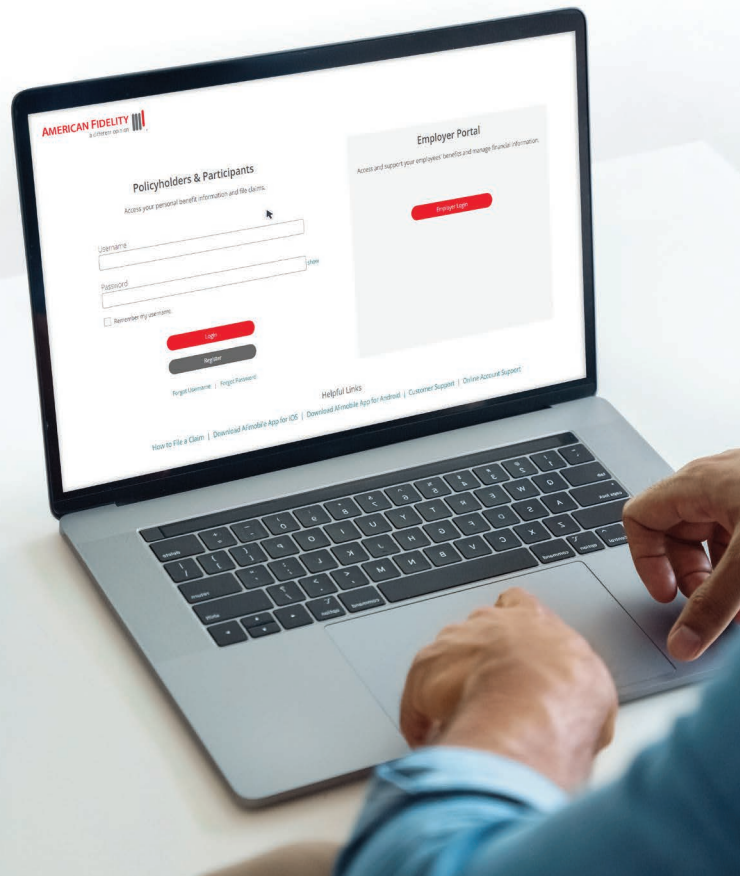 AMERICAN FIDELITY
a different opinion
Policyholders & Participants
Access your personal benefit information and file claims.
Username
Password
show
Remember my username
Login
Register
Forgot Username | Forgot Password
Employer Portal
Access and support your employees' benefits and manage financial information.
Employer Login
Helpful Links
How to File a Claim | Download AFmobile App for iOS | Download AFmobile App for Android | Customer Support | Online Account Support